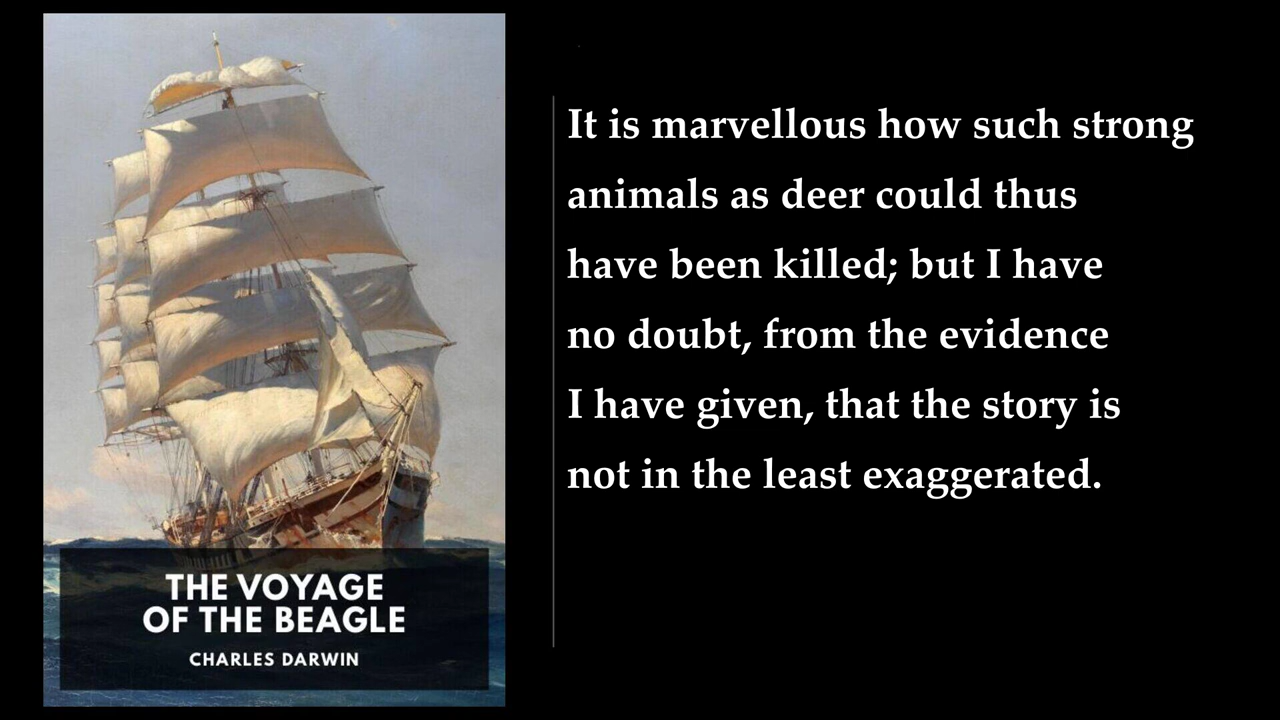 It is marvellous how such strong
animals as deer could thus
have been killed; but I have
no doubt, from the evidence
I have given, that the story is
not in the least exaggerated.
THE VOYAGE
OF THE BEAGLE
CHARLES DARWIN